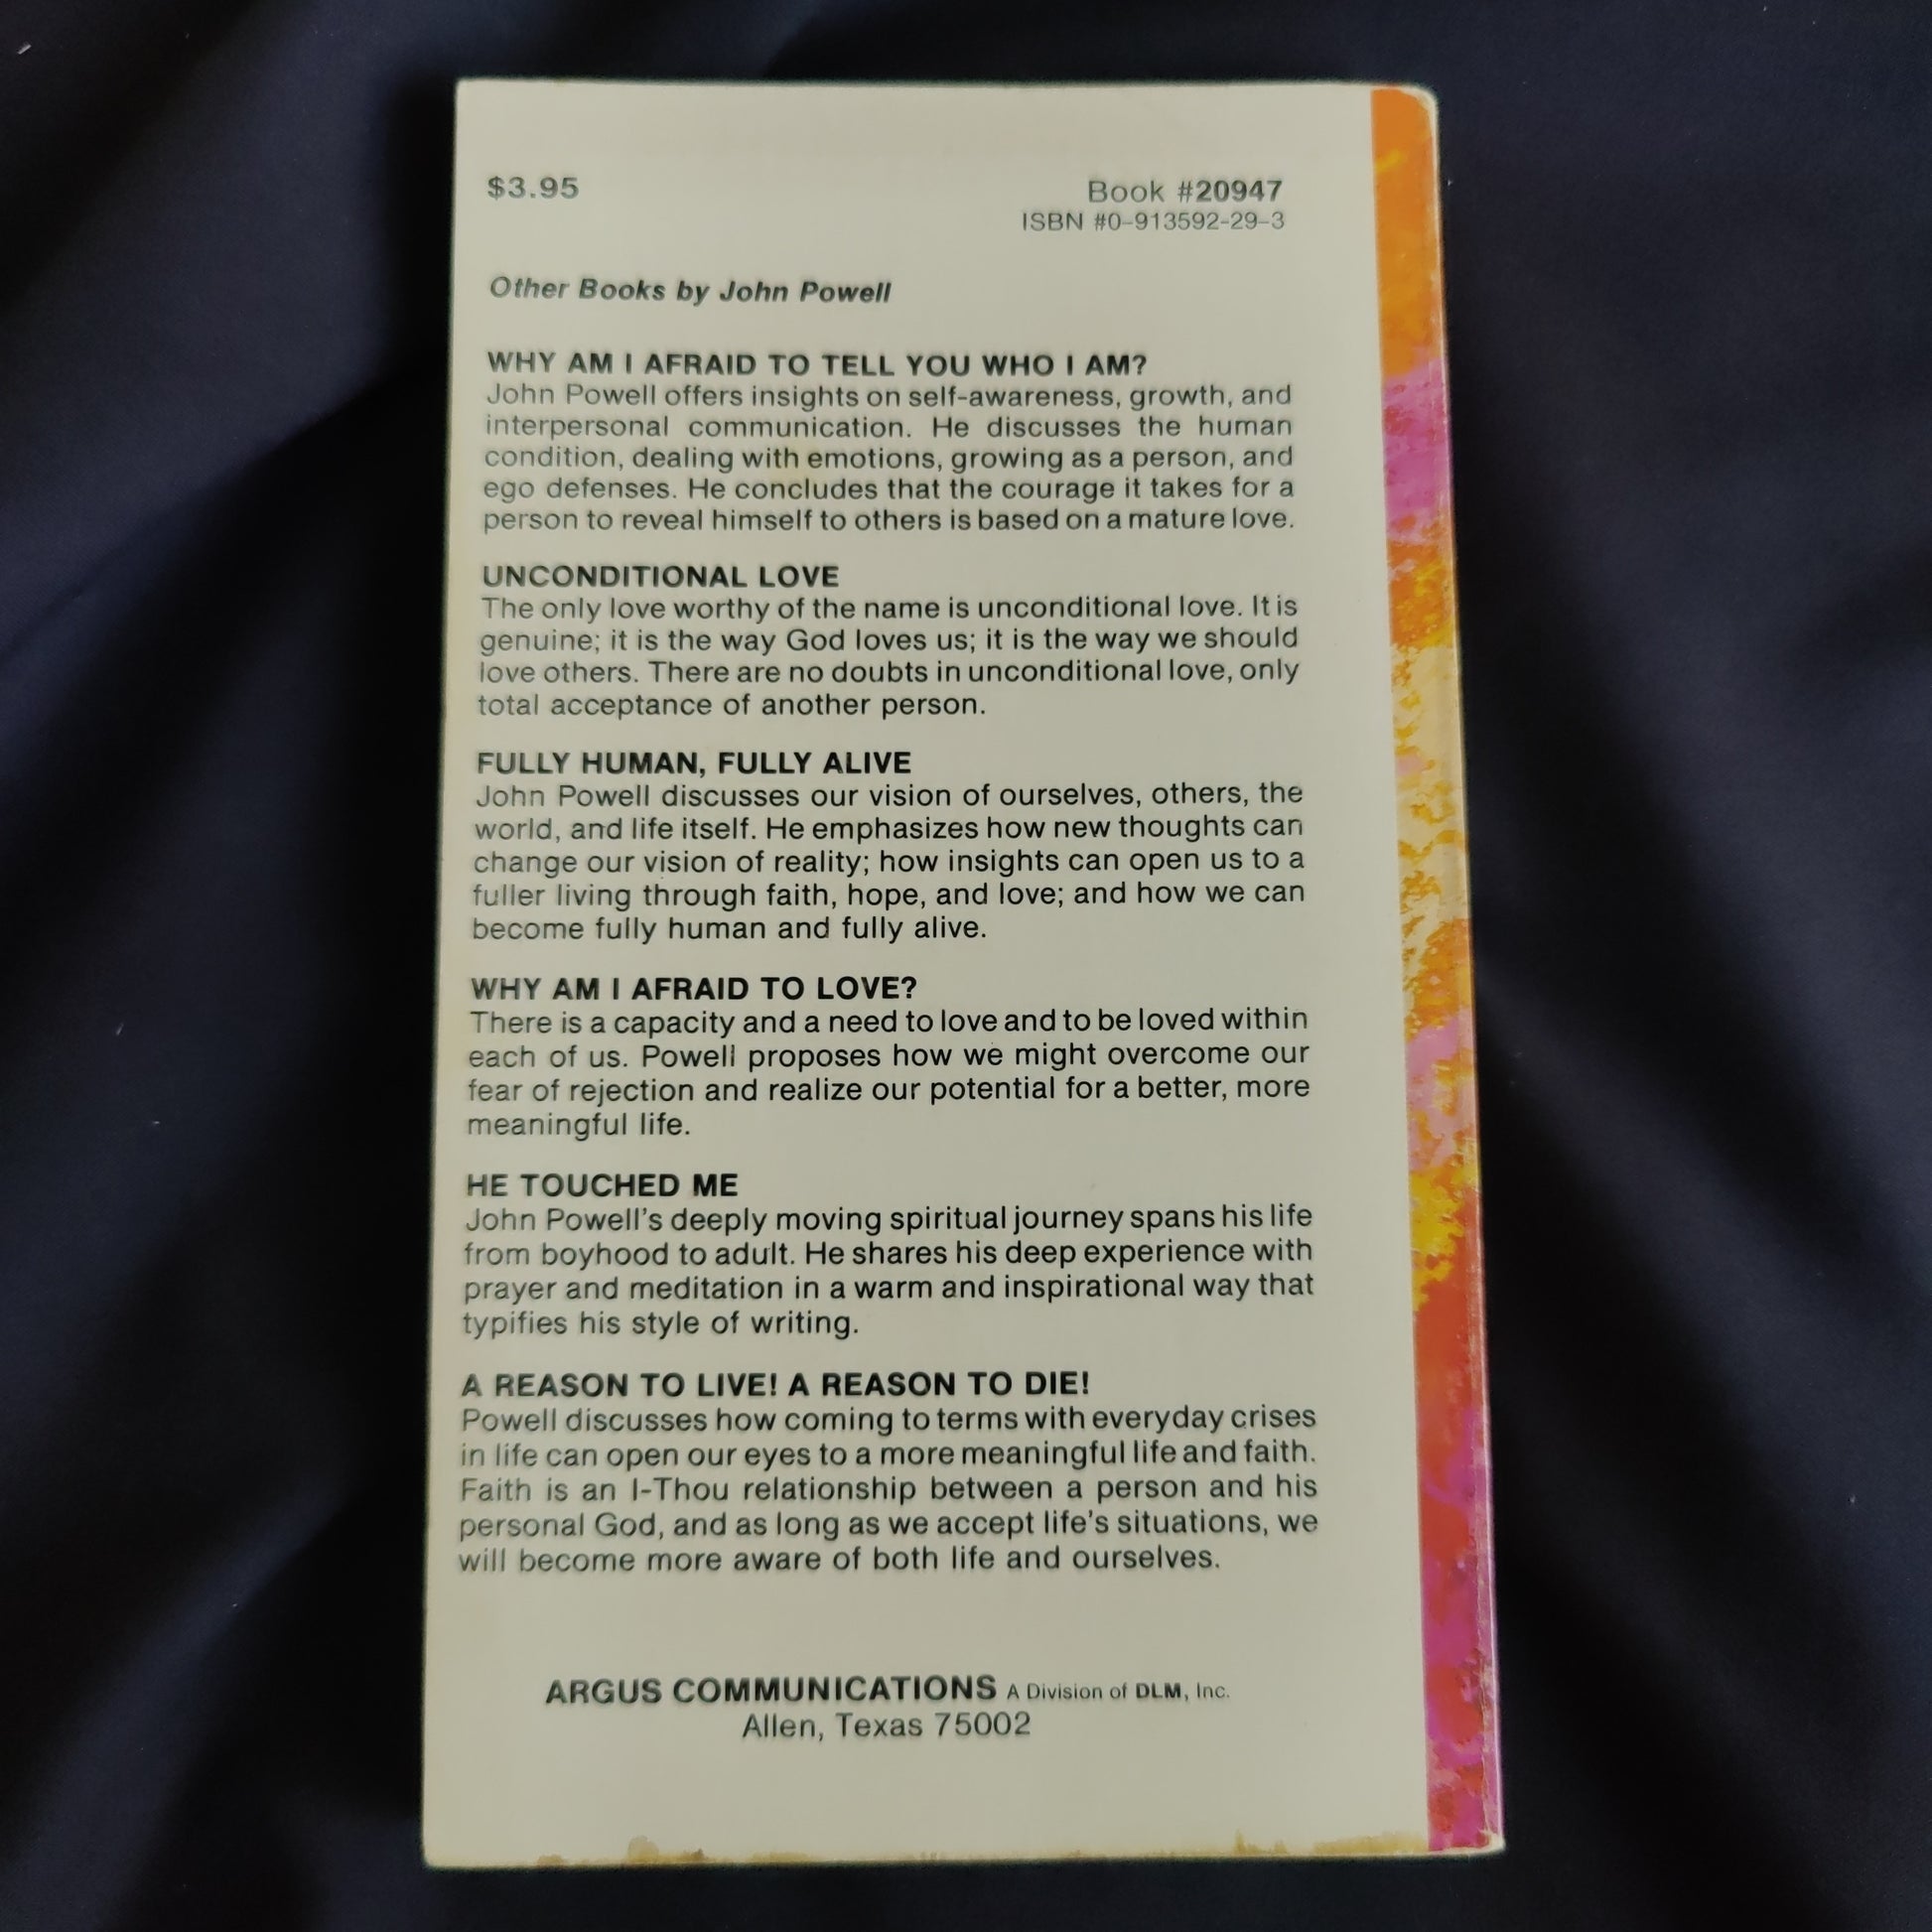 $3.95
Book #20947
ISBN #0-913592-29-3
Other Books by John Powell
WHY AM I AFRAID TO TELL YOU WHO I AM?
John Powell offers insights on self-awareness, growth, and
interpersonal communication. He discusses the human
condition, dealing with emotions, growing as a person, and
ego defenses. He concludes that the courage it takes for a
person to reveal himself to others is based on a mature love.
UNCONDITIONAL LOVE
The only love worthy of the name is unconditional love. It is
genuine; it is the way God loves us; it is the way we should
love others. There are no doubts in unconditional love, only
total acceptance of another person.
FULLY HUMAN, FULLY ALIVE
John Powell discusses our vision of ourselves, others, the
world, and life itself. He emphasizes how new thoughts can
change our vision of reality; how insights can open us to a
fuller living through faith, hope, and love; and how we can
become fully human and fully alive.
WHY AM I AFRAID TO LOVE?
There is a capacity and a need to love and to be loved within
each of us. Powell proposes how we might overcome our
fear of rejection and realize our potential for a better, more
meaningful life.
HE TOUCHED ME
John Powell's deeply moving spiritual journey spans his life
from boyhood to adult. He shares his deep experience with
prayer and meditation in a warm and inspirational way that
typifies his style of writing.
A REASON TO LIVE! A REASON TO DIE!
Powell discusses how coming to terms with everyday crises
in life can open our eyes to a more meaningful life and faith.
Faith is an I-Thou relationship between a person and his
personal God, and as long as we accept life's situations, we
will become more aware of both life and ourselves.
ARGUS COMMUNICATIONS A Division of DLM, Inc.
Allen, Texas 75002